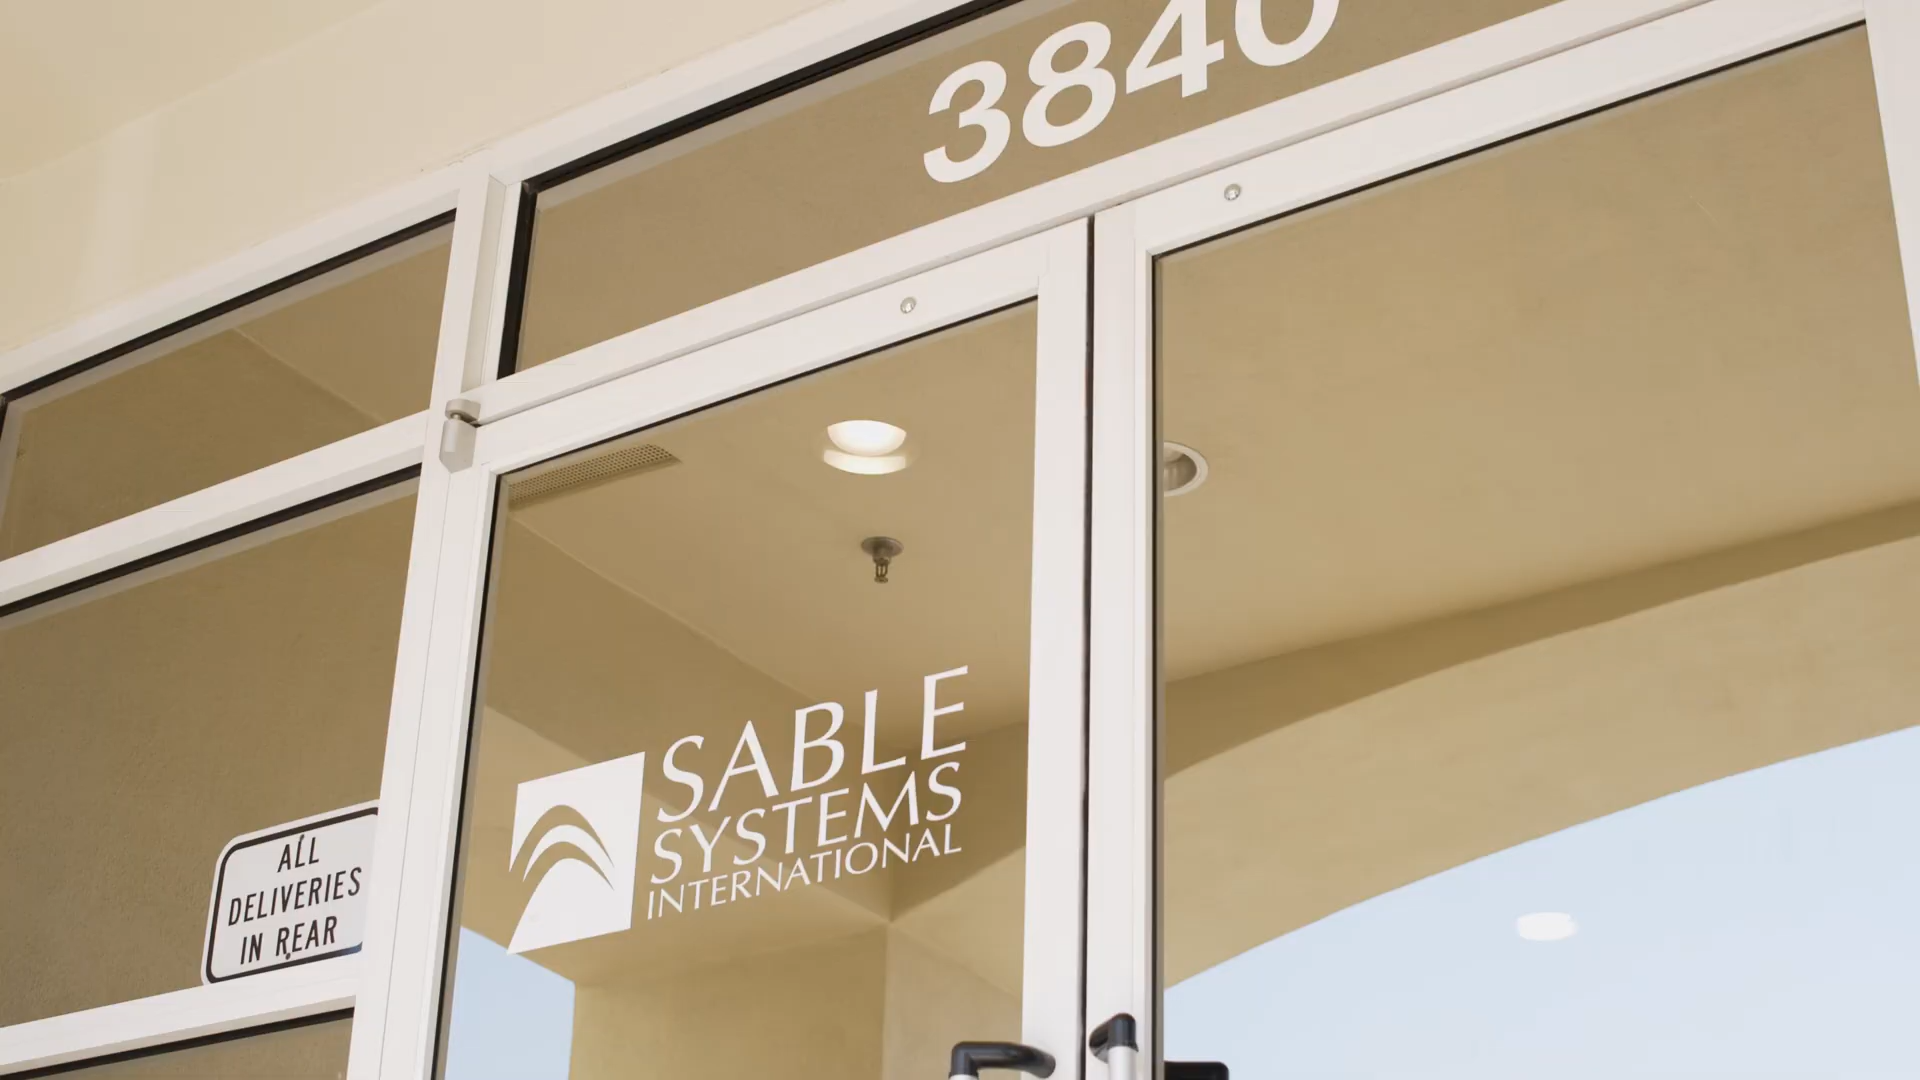 3840
SABLE
SYSTEMS
INTERNATIONAL
ALL
DELIVERIES
IN REAR